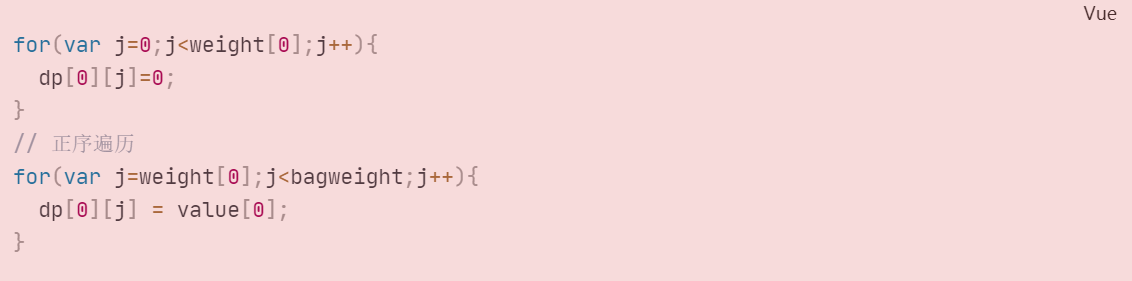 Vue
for(var j=0;j<weight[0];j++){
  dp[0][j]=0;
}
// 正序遍历
for(var j=weight[0];j<bagweight;j++){
  dp[0][j] = value[0];
}